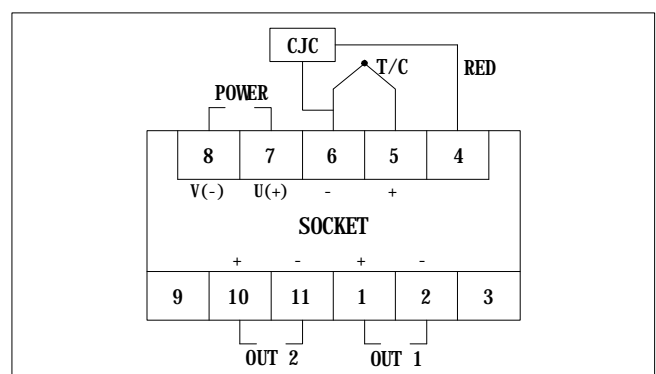 CJC
T/C RED
POWER
8 7 6 5 4
V(-) U(+) - +
SOCKET
+ - + -
9 10 11 1 2 3
OUT 2 OUT 1